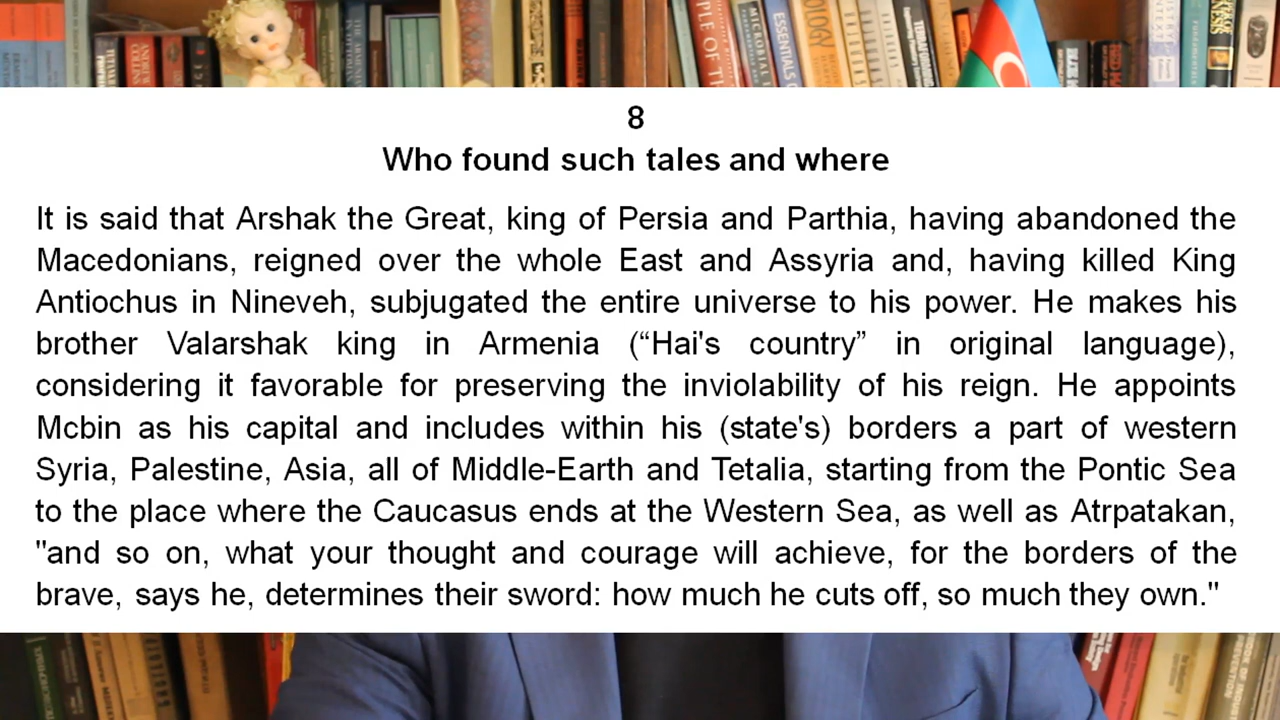 PLE OF TH
MICROBIAL
ESSENTIALS
8
Who found such tales and where
It is said that Arshak the Great, king of Persia and Parthia, having abandoned the
Macedonians, reigned over the whole East and Assyria and, having killed King
Antiochus in Nineveh, subjugated the entire universe to his power. He makes his
brother Valarshak king in Armenia (“Hai's country” in original language),
considering it favorable for preserving the inviolability of his reign. He appoints
Mcbin as his capital and includes within his (state's) borders a part of western
Syria, Palestine, Asia, all of Middle-Earth and Tetalia, starting from the Pontic Sea
to the place where the Caucasus ends at the Western Sea, as well as Atrpatakan,
"and so on, what your thought and courage will achieve, for the borders of the
brave, says he, determines their sword: how much he cuts off, so much they own."